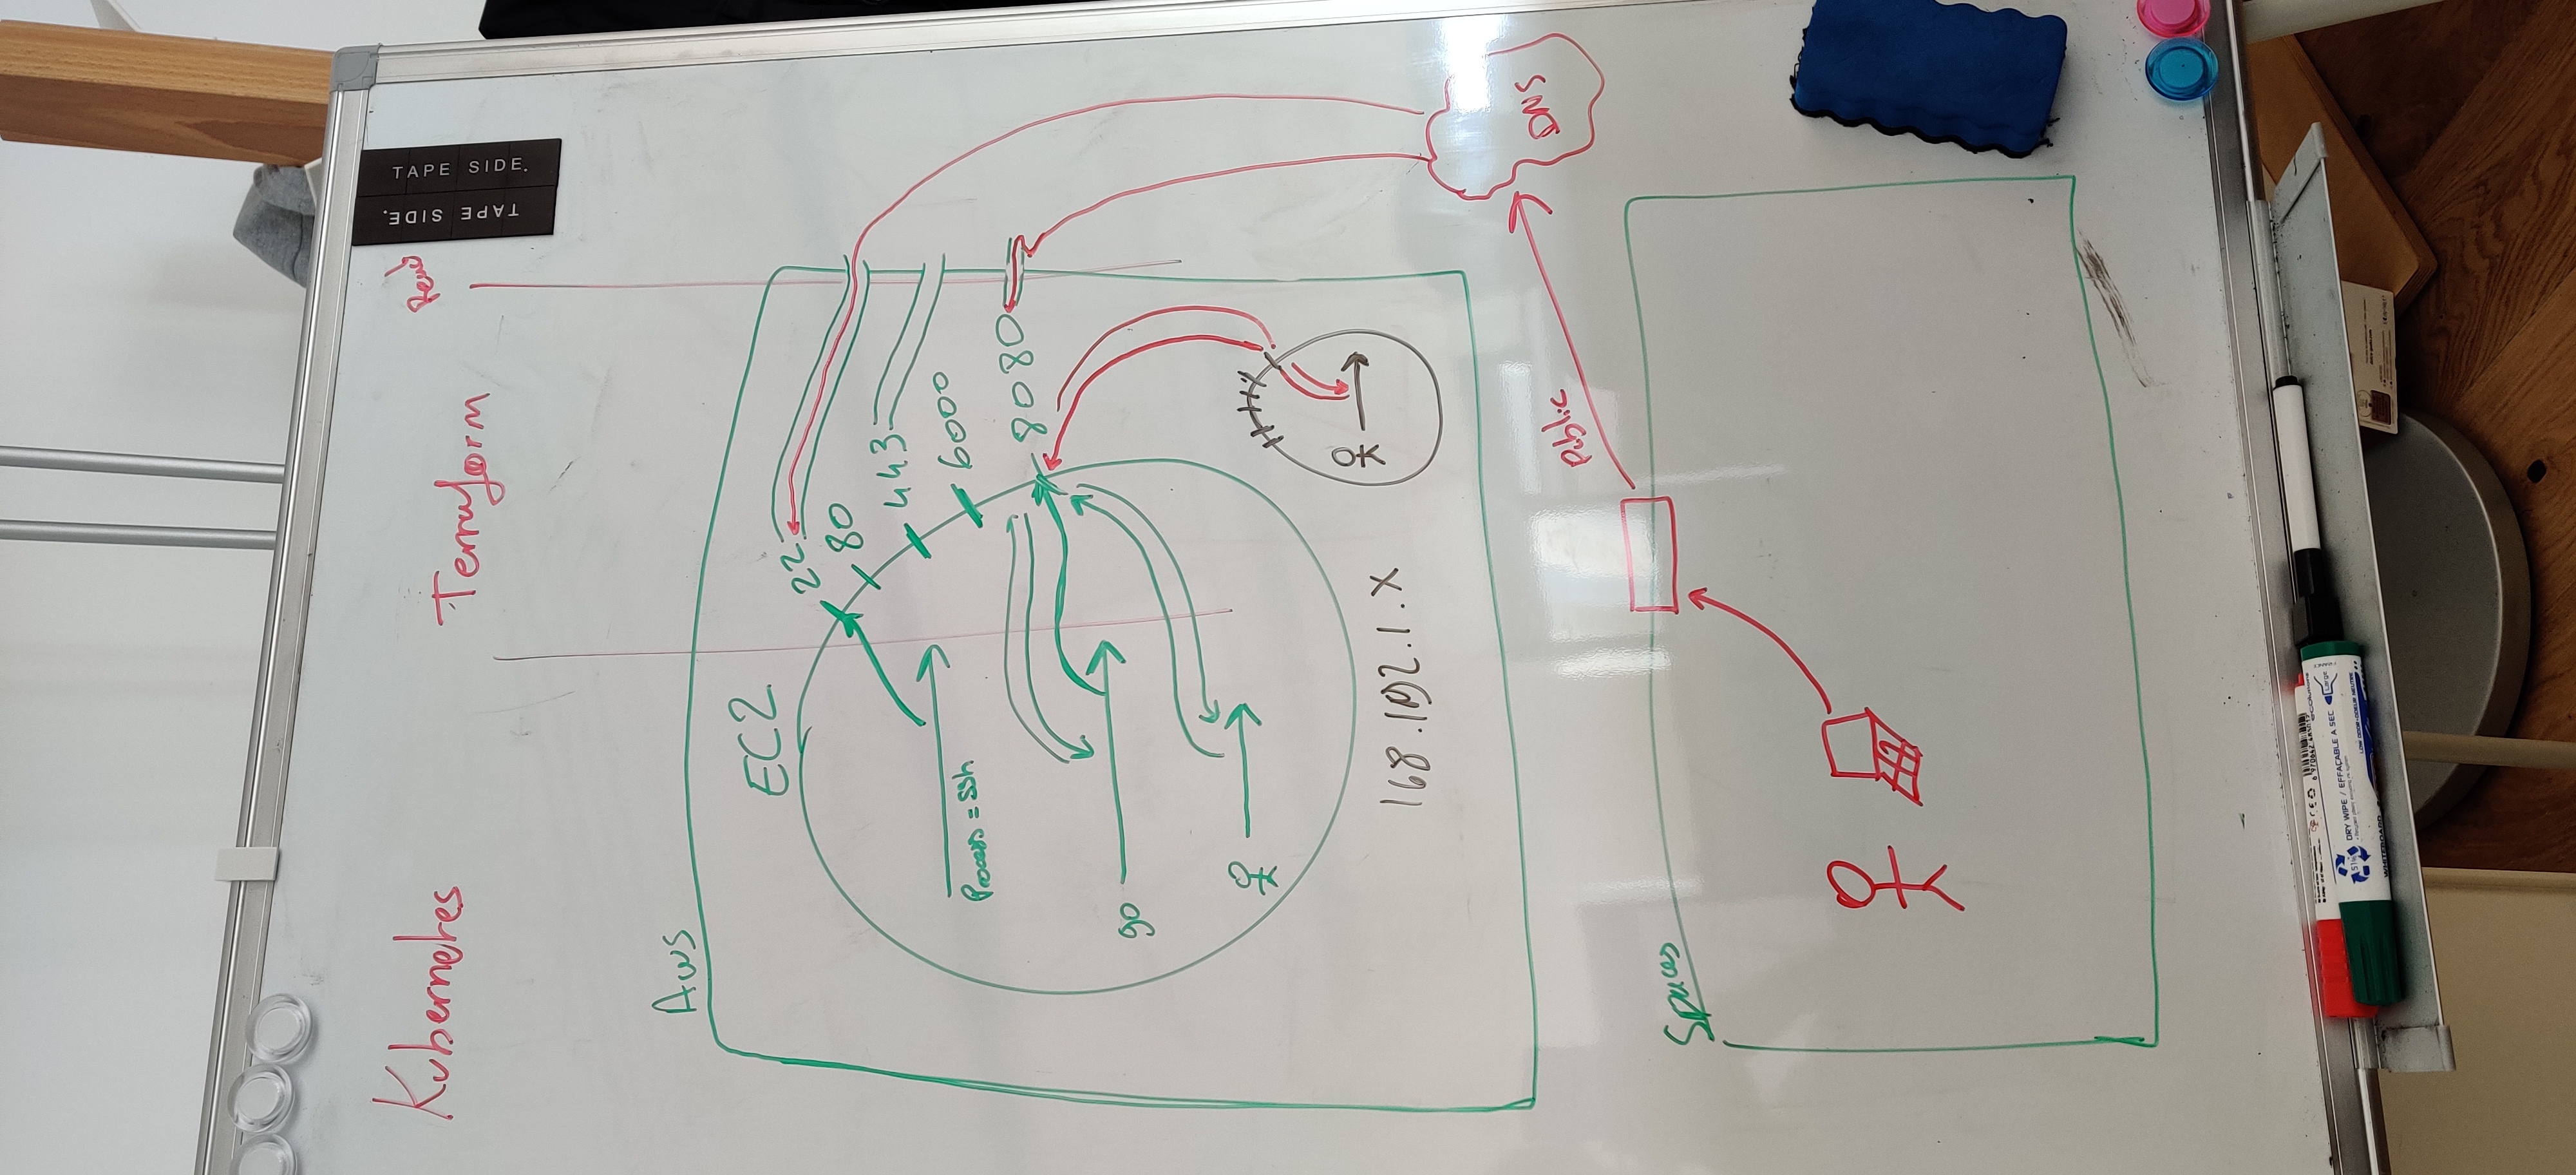 Kubernetes
Terraform
Read
TAPE SIDE.
TAPE SIDE.
Aws
EC2
22
80
443
6000
8080
Process = ssh
go
168.192.1.X
DNS
Public
Spaces
DRY WIPE / EFFAÇABLE A SEC
Large
LOW ODOR-ODEUR NEUTRE
WHITEBOARD